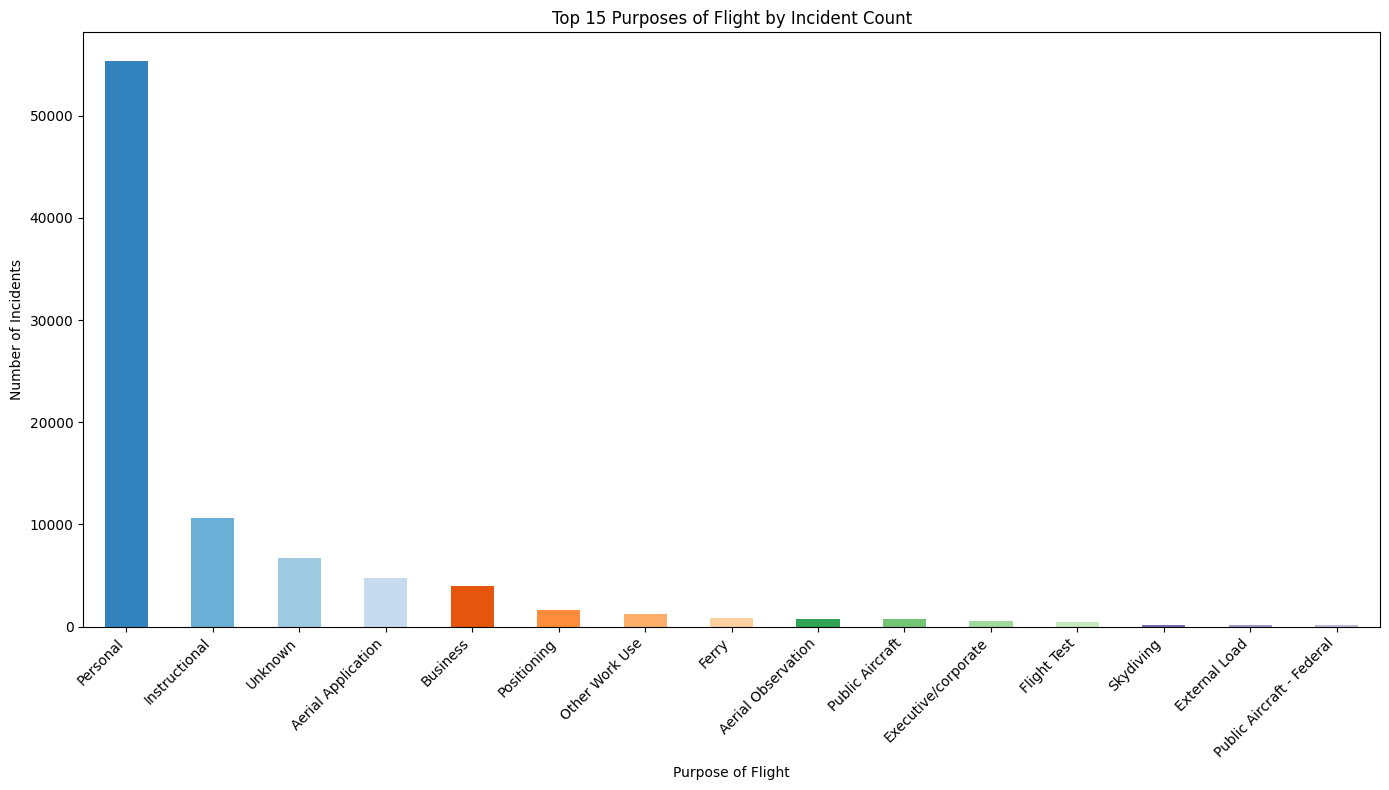 Top 15 Purposes of Flight by Incident Count
Number of Incidents
50000
40000
30000
20000
10000
0
Personal
Instructional
Unknown
Aerial Application
Business
Positioning
Other Work Use
Ferry
Aerial Observation
Public Aircraft
Executive/corporate
Flight Test
Skydiving
External Load
Public Aircraft - Federal
Purpose of Flight